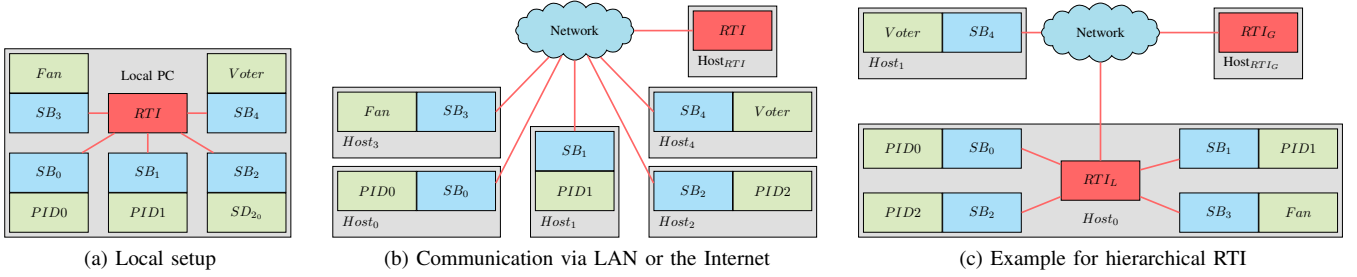 Fan
Local PC
Voter
SB3
RTI
SB4
SB0
SB1
SB2
PID0
PID1
SD20
(a) Local setup
Network
RTI
HostRTI
Fan
SB3
SB4
Voter
Host3
Host4
SB1
PID0
SB0
PID1
SB2
PID2
Host0
Host1
Host2
(b) Communication via LAN or the Internet
Voter
SB4
Network
RTIG
Host1
HostRTIG
PID0
SB0
SB1
PID1
RTIL
PID2
SB2
SB3
Fan
Host0
(c) Example for hierarchical RTI